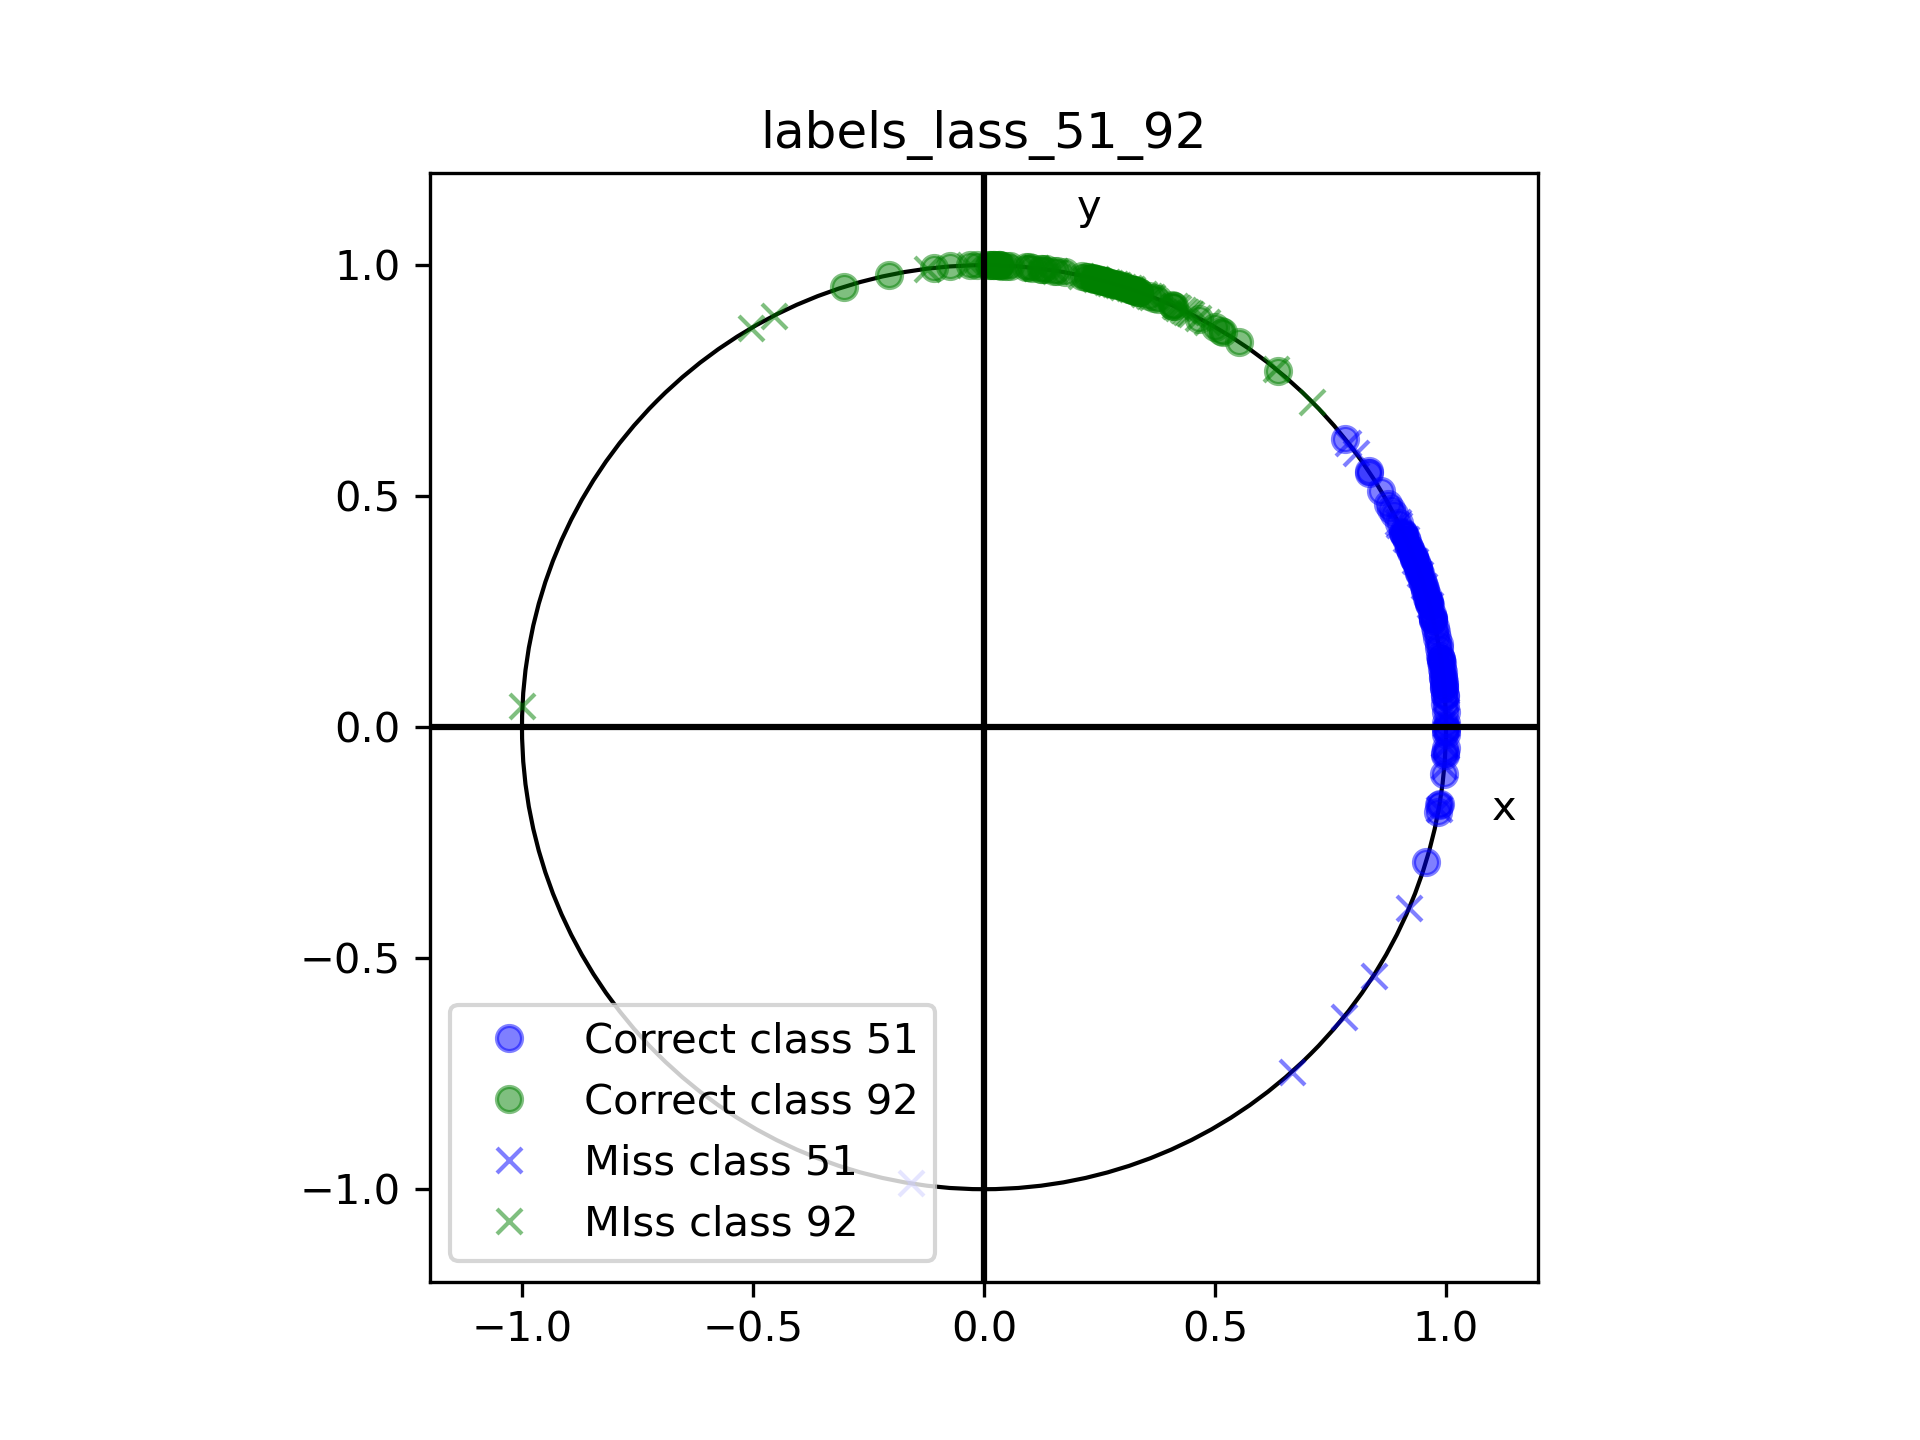 labels_lass_51_92
y
1.0
0.5
0.0
x
−0.5
−1.0
Correct class 51
Correct class 92
Miss class 51
MIss class 92
−1.0 −0.5 0.0 0.5 1.0